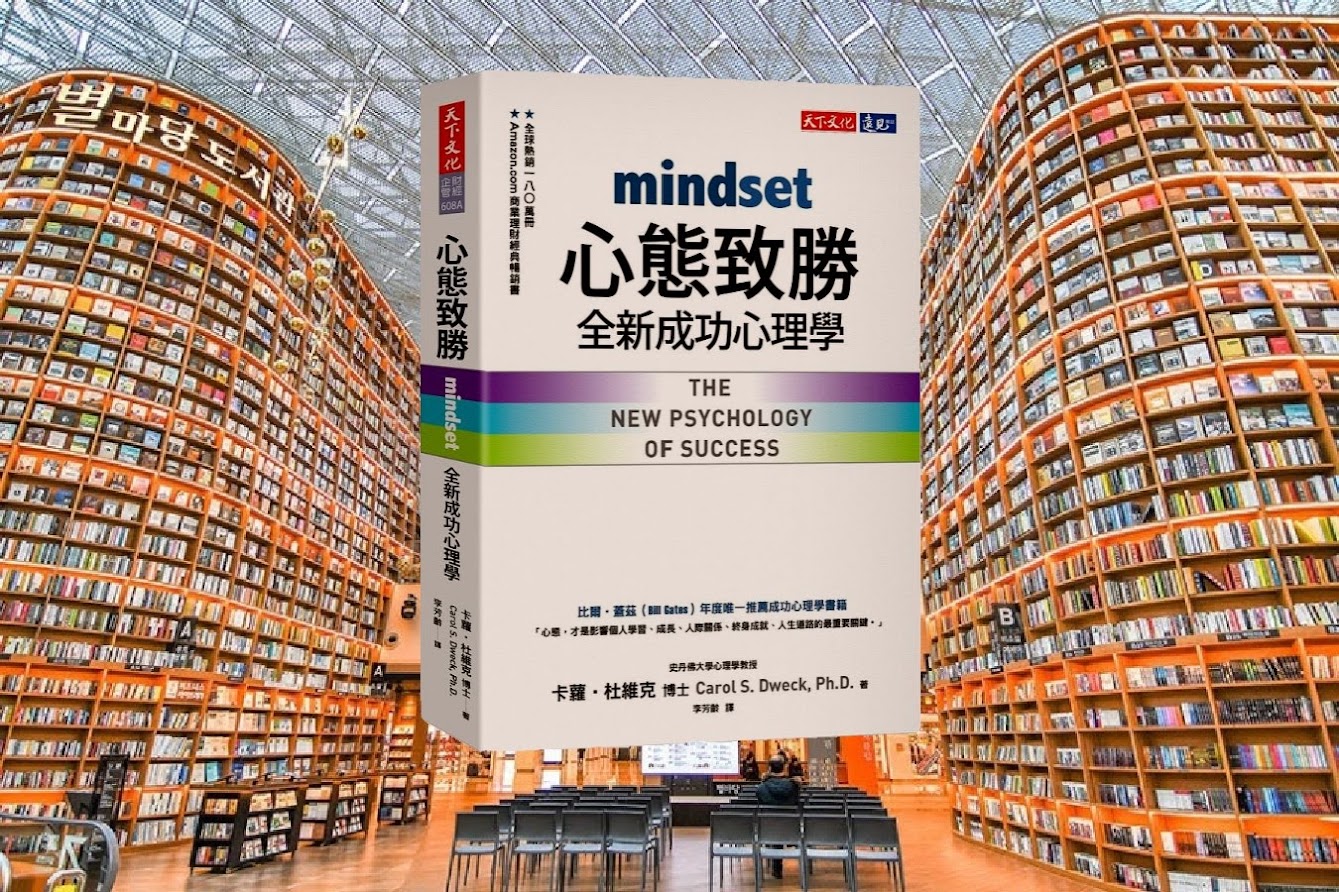 별마당 도서관
天下文化
財經企管
608A
心態致勝
mindset
全新成功心理學
卡蘿・杜維克 博士 — 著
Carol S. Dweck, Ph.D.
李芳齡 — 譯
★ 全球熱銷一八〇萬冊
★ Amazon.com 商業理財經典暢銷書
天下文化 遠見
mindset
心態致勝
全新成功心理學
THE
NEW PSYCHOLOGY
OF SUCCESS
比爾・蓋茲（Bill Gates）年度唯一推薦成功心理學書籍
「心態，才是影響個人學習、成長、人際關係、終身成就、人生道路的最重要關鍵。」
史丹佛大學心理學教授
卡蘿・杜維克 博士 Carol S. Dweck, Ph.D. 著
李芳齡 譯
A
B